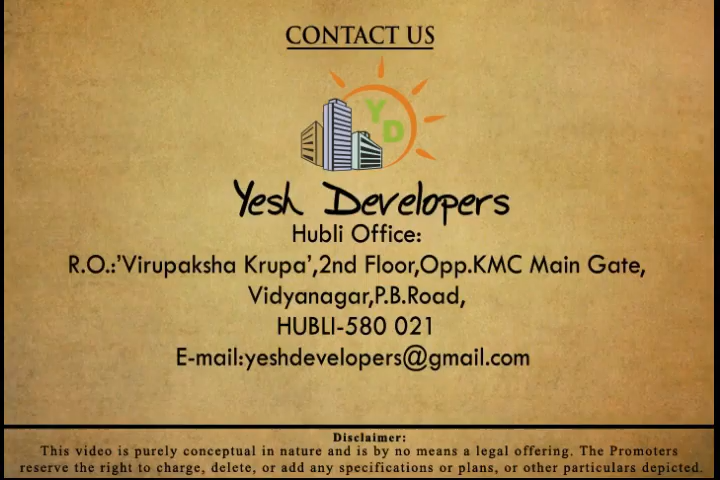 CONTACT US
YD
Yesh Developers
Hubli Office:
R.O.:'Virupaksha Krupa',2nd Floor,Opp.KMC Main Gate,
Vidyanagar,P.B.Road,
HUBLI-580 021
E-mail:yeshdevelopers@gmail.com
Disclaimer:
This video is purely conceptual in nature and is by no means a legal offering. The Promoters
reserve the right to charge, delete, or add any specifications or plans, or other particulars depicted.